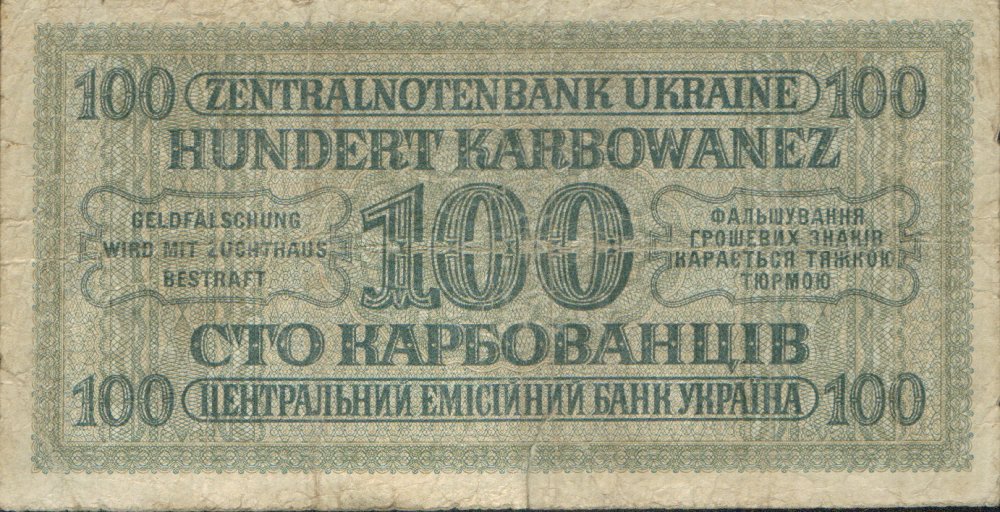 100 ZENTRALNOTENBANK UKRAINE 100
HUNDERT KARBOWANEZ
GELDFÄLSCHUNG
WIRD MIT ZUCHTHAUS
BESTRAFT
100
ФАЛЬШУВАННЯ
ГРОШЕВИХ ЗНАКІВ
КАРАЄТЬСЯ ТЯЖКОЮ
ТЮРМОЮ
СТО КАРБОВАНЦІВ
100 ЦЕНТРАЛЬНИЙ ЕМІСІЙНИЙ БАНК УКРАЇНА 100